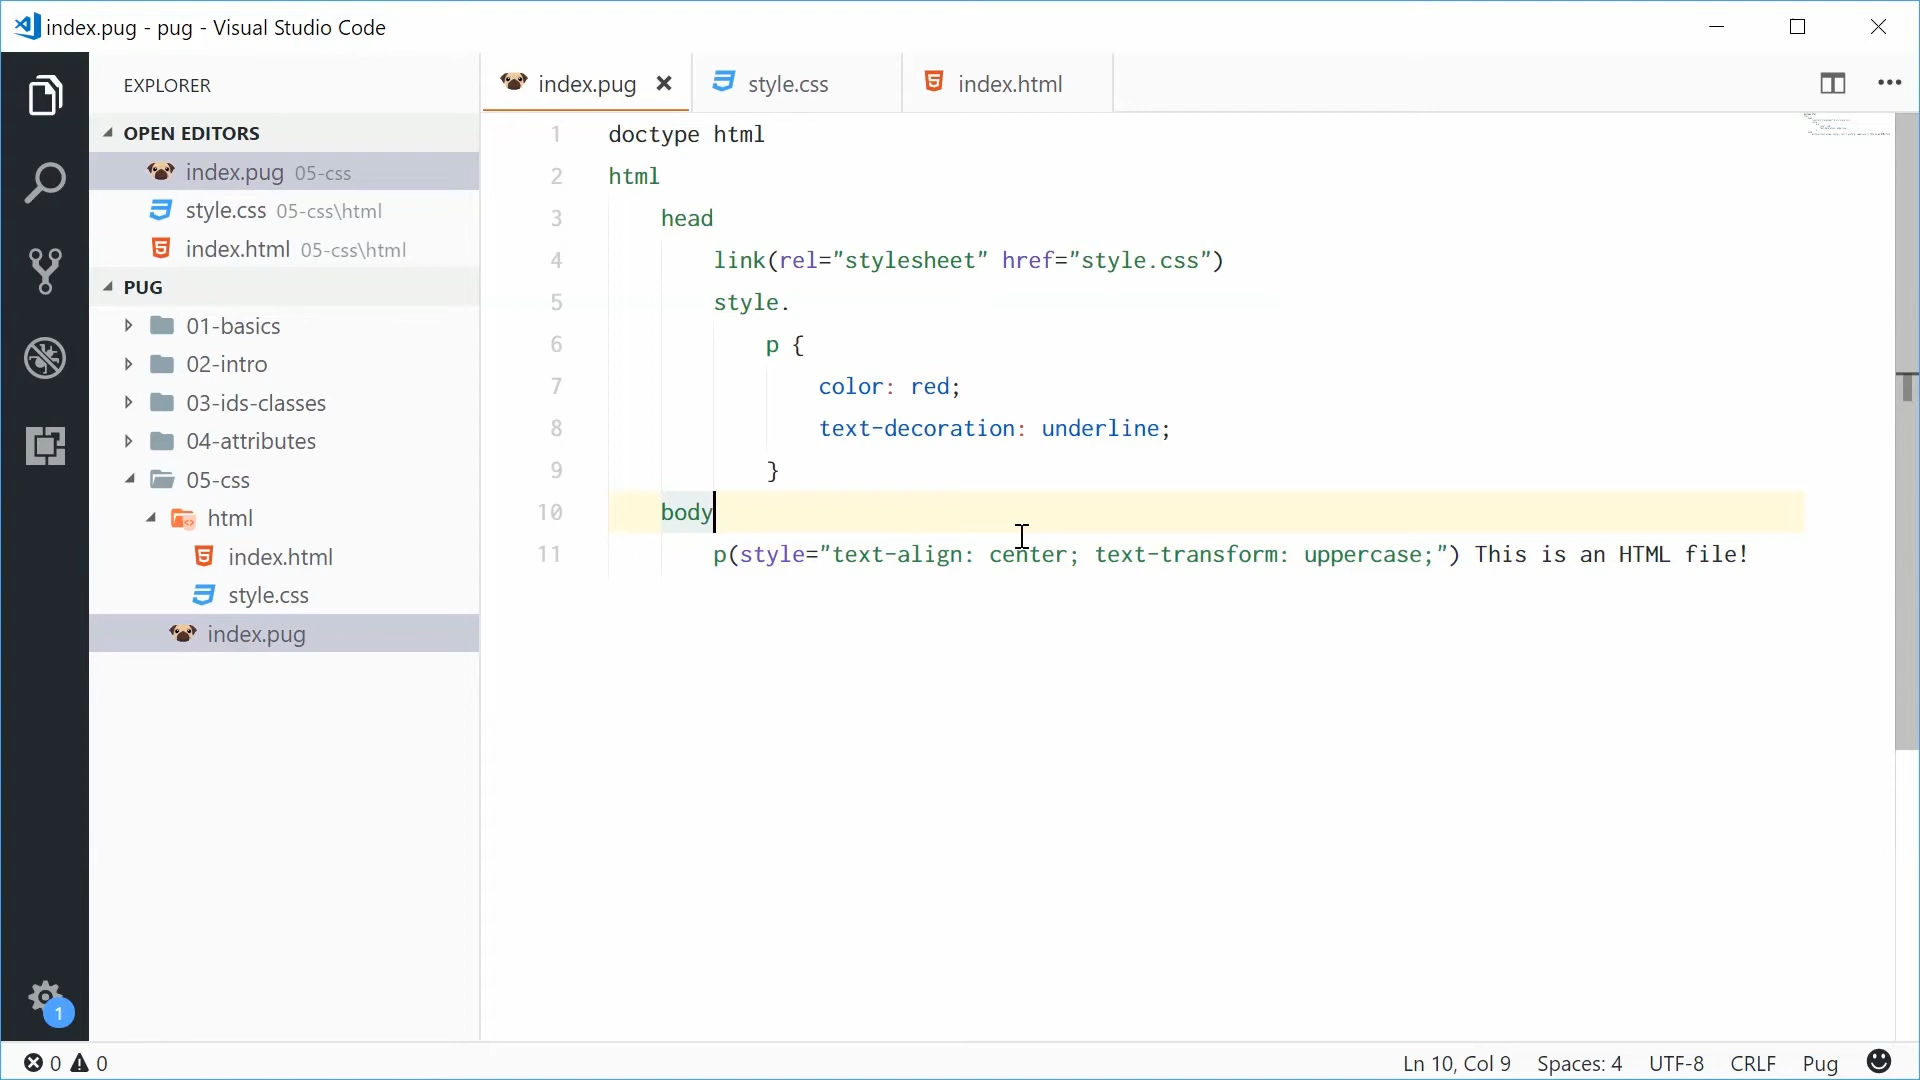 index.pug - pug - Visual Studio Code
EXPLORER
OPEN EDITORS
index.pug 05-css
style.css 05-css\html
index.html 05-css\html
PUG
01-basics
02-intro
03-ids-classes
04-attributes
05-css
html
index.html
style.css
index.pug
1
index.pug
style.css
index.html
1 doctype html
2 html
3 head
4 link(rel="stylesheet" href="style.css")
5 style.
6 p {
7 color: red;
8 text-decoration: underline;
9 }
10 body
11 p(style="text-align: center; text-transform: uppercase;") This is an HTML file!
0 0
Ln 10, Col 9 Spaces: 4 UTF-8 CRLF Pug